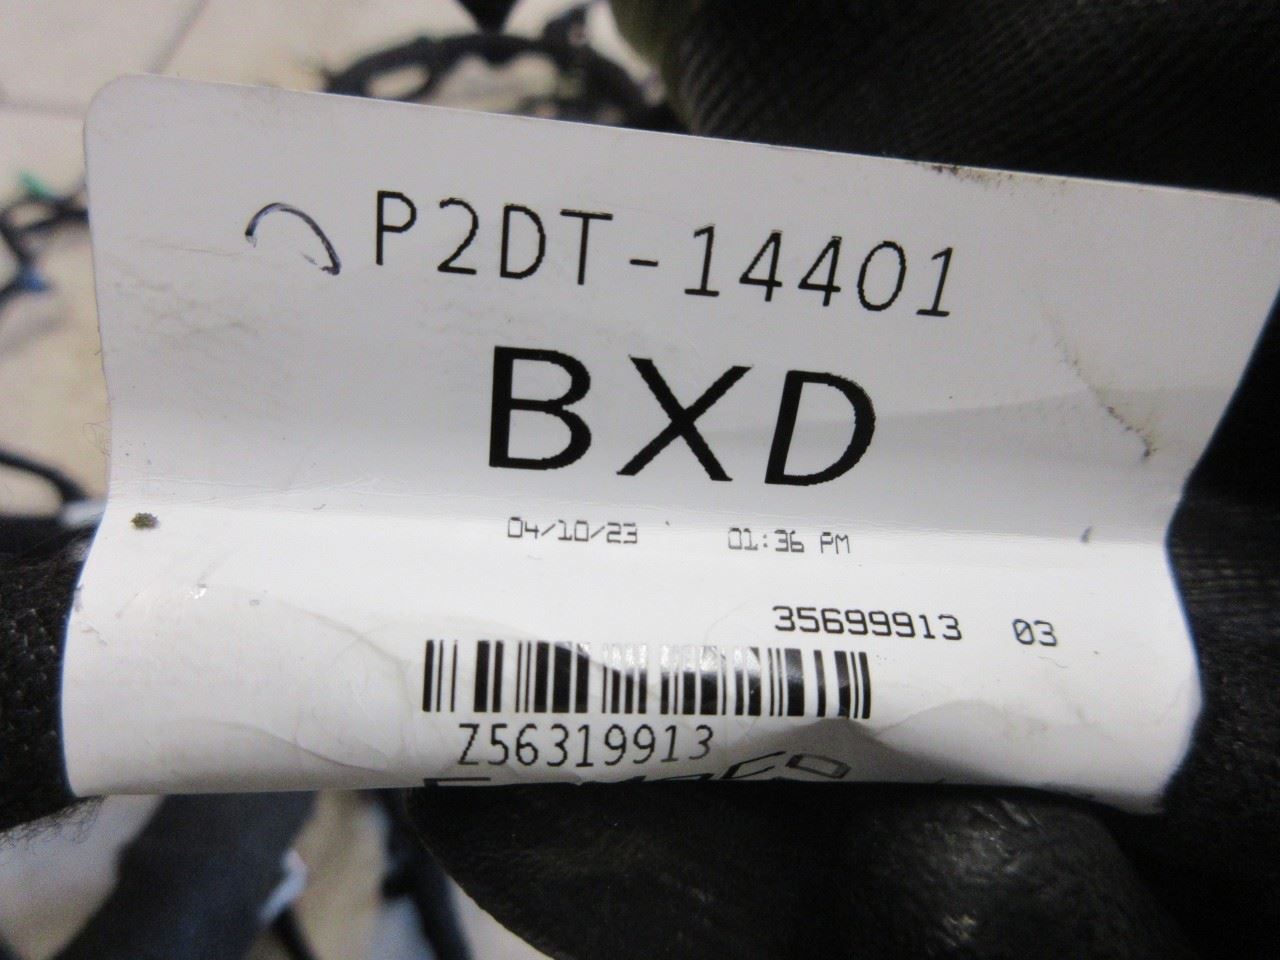 P2DT-14401
BXD
04/10/23 01:36 PM
35699913 03
Z56319913